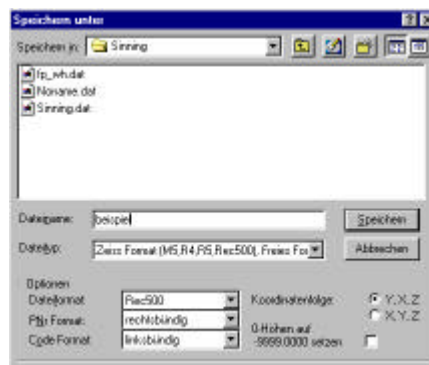 Speichern unter
Speichern in: Sinning
fp_wh.dat
Noname.dat
Sinning.dat
Dateiname: beispiel Speichern
Dateityp: Zeiss Format (M5,R4,R5,Rec500), Freies For Abbrechen
Optionen
Dateiformat Rec500 Koordinatenfolge: Y,X,Z
PNr Format: rechtsbündig X,Y,Z
Code Format linksbündig 0-Höhen auf
-9999.0000 setzen